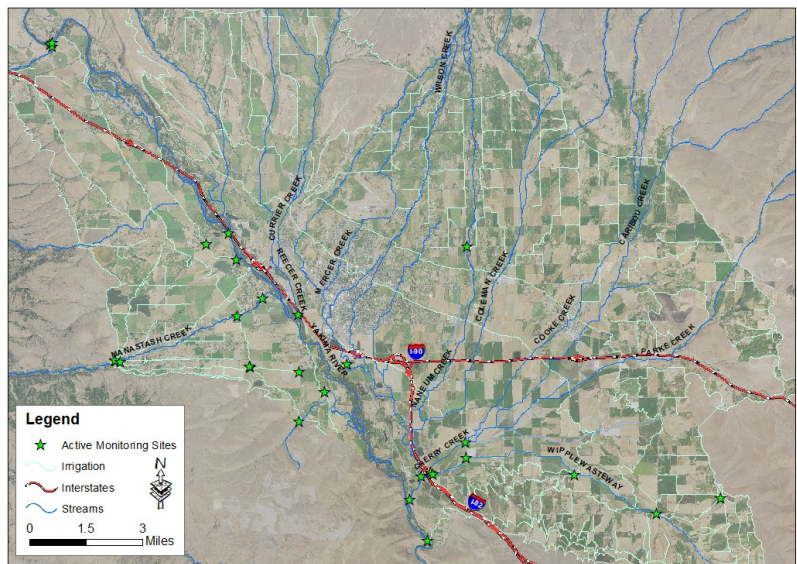 WILSON CREEK
CURRIER CREEK
REECER CREEK
MERCER CREEK
CARIBOU CREEK
COLEMAN CREEK
COOKE CREEK
PARKE CREEK
MANASTASH CREEK
YAKIMA RIVER
I-90
NANEUM CREEK
CHERRY CREEK
WIPPLE WASTEWAY
I-82
Legend
Active Monitoring Sites
Irrigation
Interstates
N
Streams
0 1.5 3
Miles